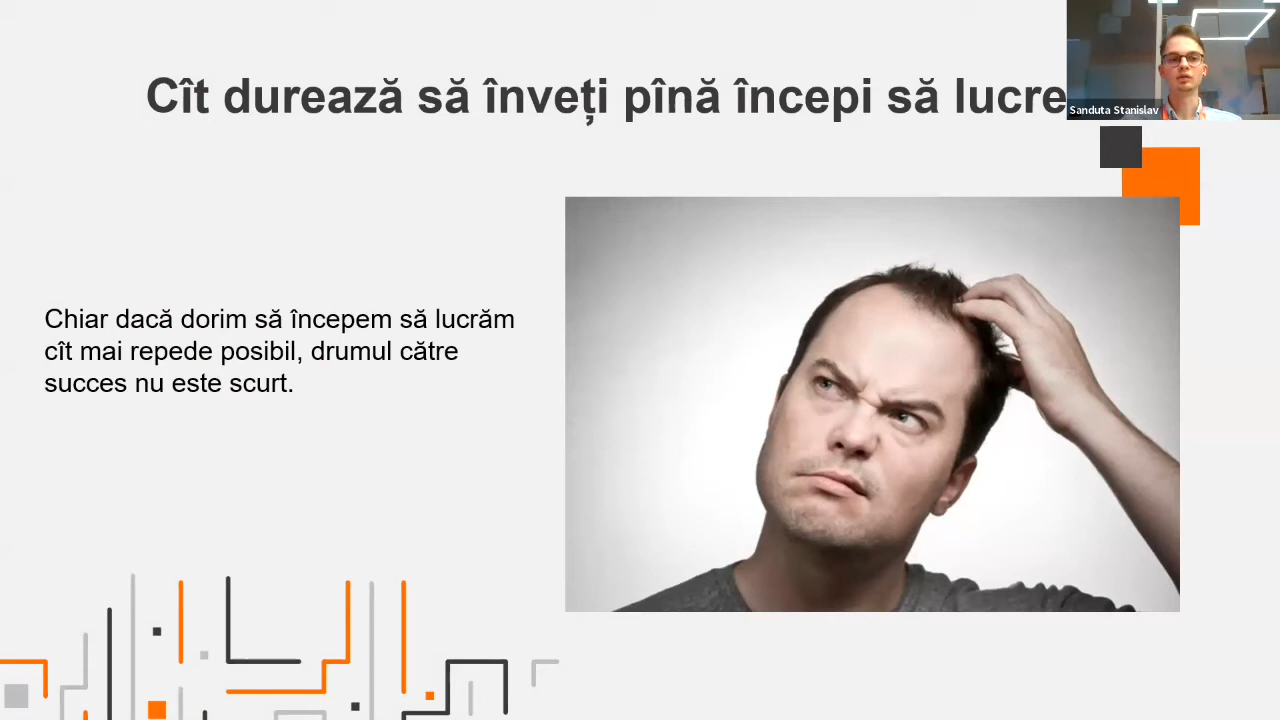 Cît durează să înveți pînă începi să lucre
Sanduta Stanislav
Chiar dacă dorim să începem să lucrăm
cît mai repede posibil, drumul către
succes nu este scurt.